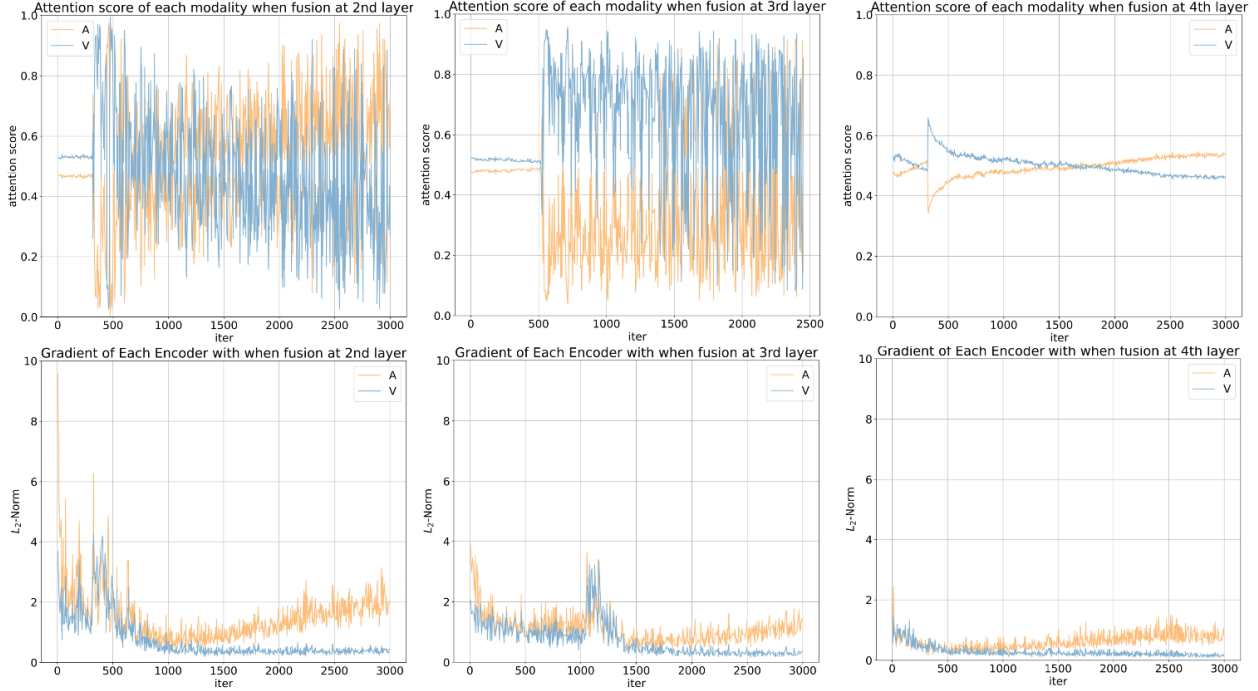 Attention score of each modality when fusion at 2nd layer
1.0
0.8
0.6
0.4
0.2
0.0
attention score
A
V
0
500
1000
1500
2000
2500
3000
iter
Attention score of each modality when fusion at 3rd layer
1.0
0.8
0.6
0.4
0.2
0.0
attention score
A
V
0
500
1000
1500
2000
2500
iter
Attention score of each modality when fusion at 4th layer
1.0
0.8
0.6
0.4
0.2
0.0
attention score
A
V
0
500
1000
1500
2000
2500
3000
iter
Gradient of Each Encoder with when fusion at 2nd layer
10
8
6
4
2
0
L₂-Norm
A
V
0
500
1000
1500
2000
2500
3000
iter
Gradient of Each Encoder with when fusion at 3rd layer
10
8
6
4
2
0
L₂-Norm
A
V
0
500
1000
1500
2000
2500
3000
iter
Gradient of Each Encoder with when fusion at 4th layer
10
8
6
4
2
0
L₂-Norm
A
V
0
500
1000
1500
2000
2500
3000
iter